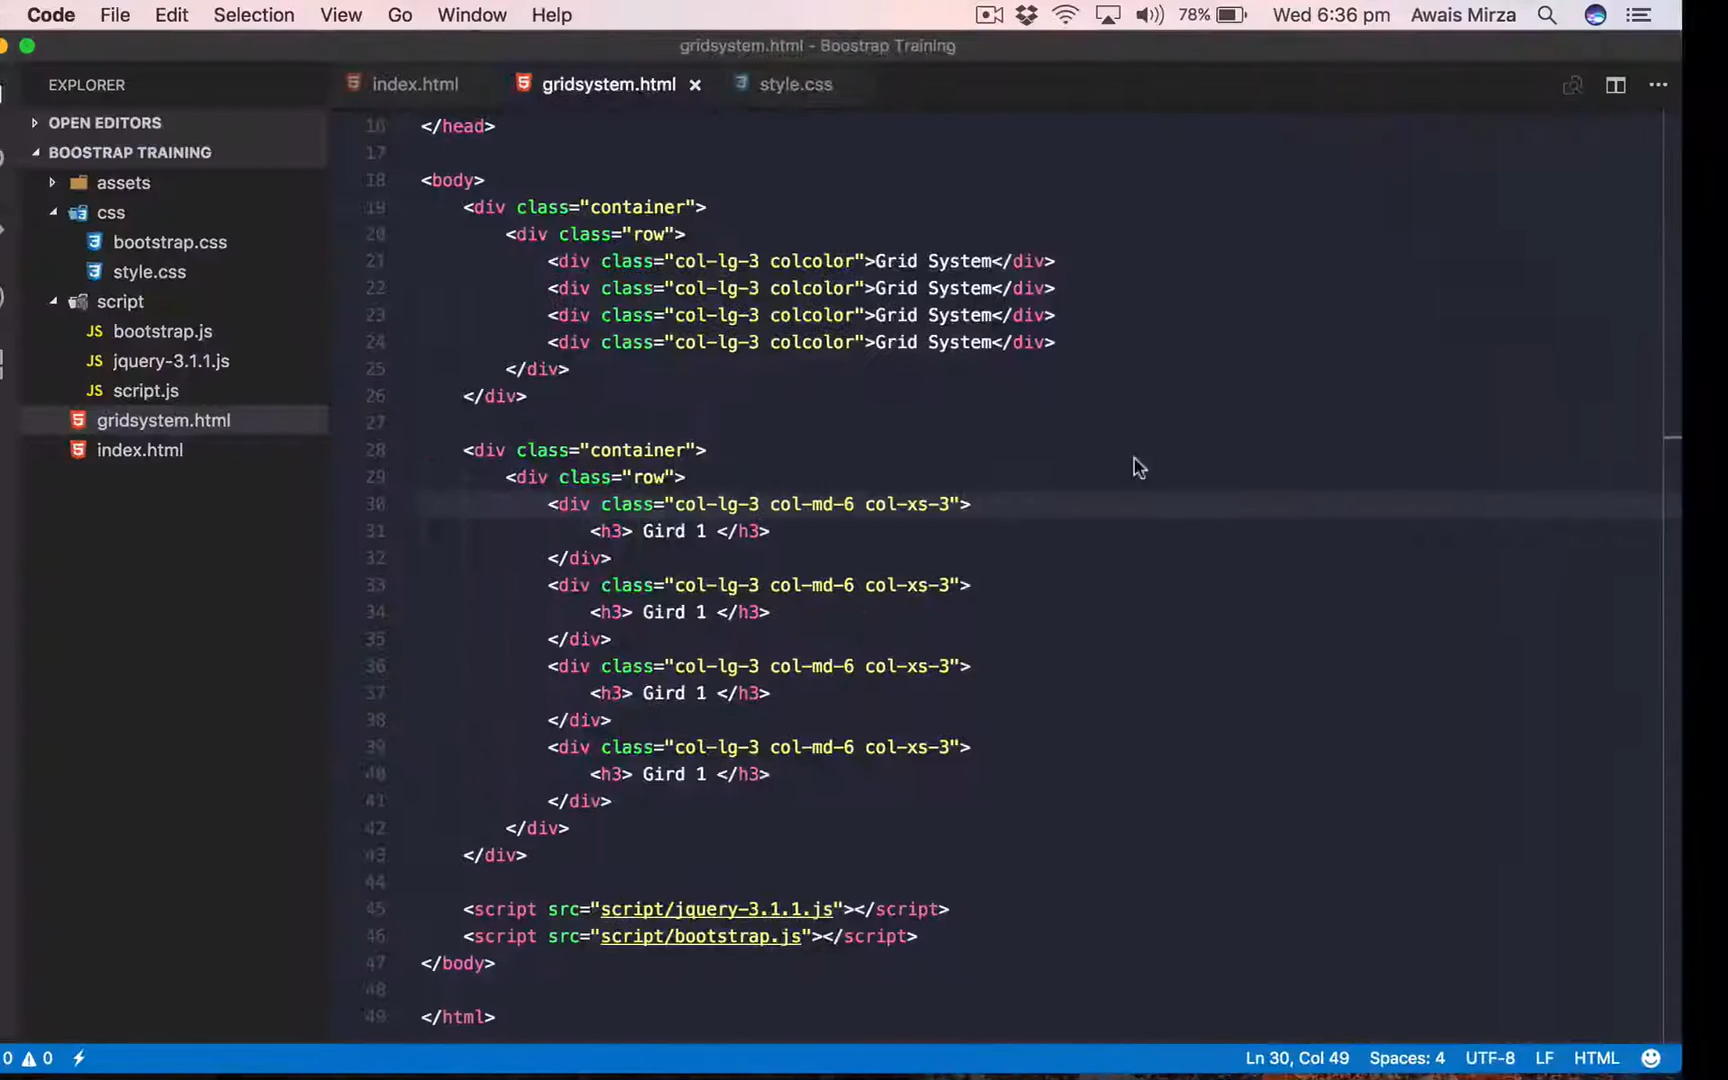 Code File Edit Selection View Go Window Help 78% Wed 6:36 pm Awais Mirza
gridsystem.html - Boostrap Training
EXPLORER
OPEN EDITORS
BOOSTRAP TRAINING
assets
css
bootstrap.css
style.css
script
JS bootstrap.js
JS jquery-3.1.1.js
JS script.js
gridsystem.html
index.html
index.html gridsystem.html style.css
16 </head>
17
18 <body>
19 <div class="container">
20 <div class="row">
21 <div class="col-lg-3 colcolor">Grid System</div>
22 <div class="col-lg-3 colcolor">Grid System</div>
23 <div class="col-lg-3 colcolor">Grid System</div>
24 <div class="col-lg-3 colcolor">Grid System</div>
25 </div>
26 </div>
27
28 <div class="container">
29 <div class="row">
30 <div class="col-lg-3 col-md-6 col-xs-3">
31 <h3> Gird 1 </h3>
32 </div>
33 <div class="col-lg-3 col-md-6 col-xs-3">
34 <h3> Gird 1 </h3>
35 </div>
36 <div class="col-lg-3 col-md-6 col-xs-3">
37 <h3> Gird 1 </h3>
38 </div>
39 <div class="col-lg-3 col-md-6 col-xs-3">
40 <h3> Gird 1 </h3>
41 </div>
42 </div>
43 </div>
44
45 <script src="script/jquery-3.1.1.js"></script>
46 <script src="script/bootstrap.js"></script>
47 </body>
48
49 </html>
0 0 Ln 30, Col 49 Spaces: 4 UTF-8 LF HTML